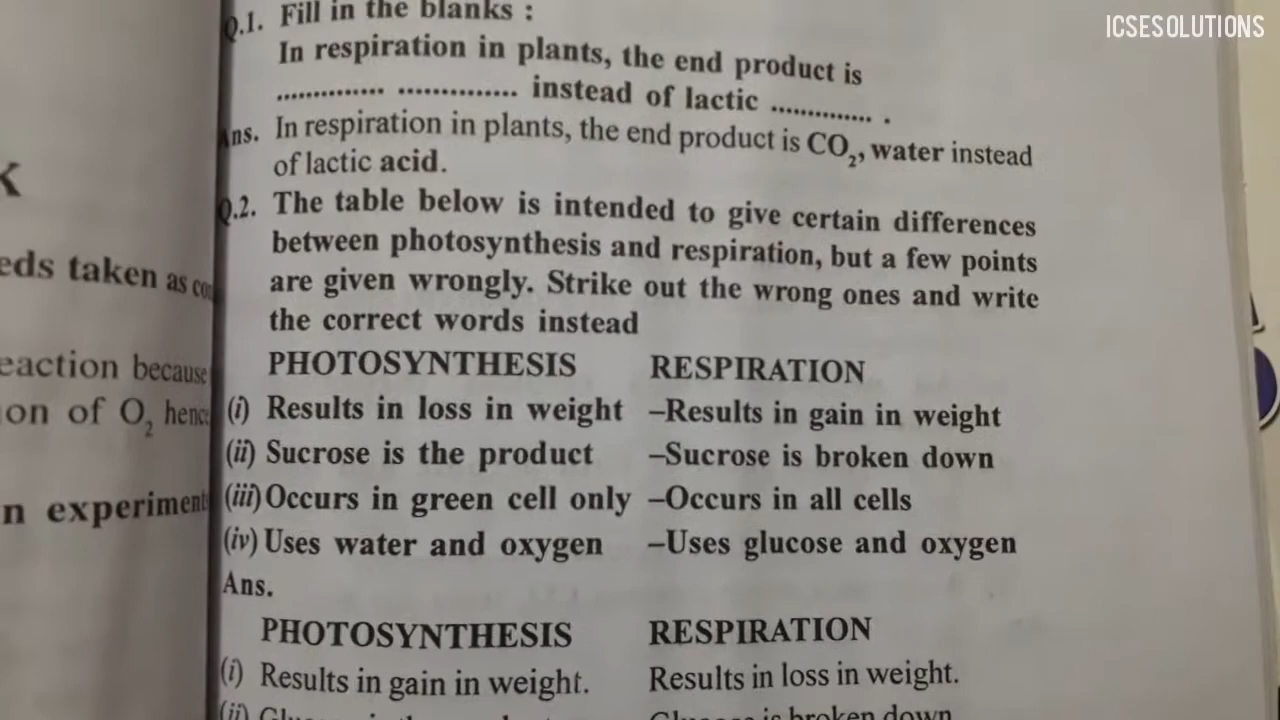 ICSESOLUTIONS
Q.1. Fill in the blanks :
In respiration in plants, the end product is
.............. ............... instead of lactic ............... .
Ans. In respiration in plants, the end product is CO₂, water instead
of lactic acid.
Q.2. The table below is intended to give certain differences
between photosynthesis and respiration, but a few points
are given wrongly. Strike out the wrong ones and write
the correct words instead
PHOTOSYNTHESIS RESPIRATION
(i) Results in loss in weight –Results in gain in weight
(ii) Sucrose is the product –Sucrose is broken down
(iii) Occurs in green cell only –Occurs in all cells
(iv) Uses water and oxygen –Uses glucose and oxygen
Ans.
PHOTOSYNTHESIS RESPIRATION
(i) Results in gain in weight. Results in loss in weight.
(ii) is broken down
K
eds taken as
eaction because
on of O₂ hence
n experiment